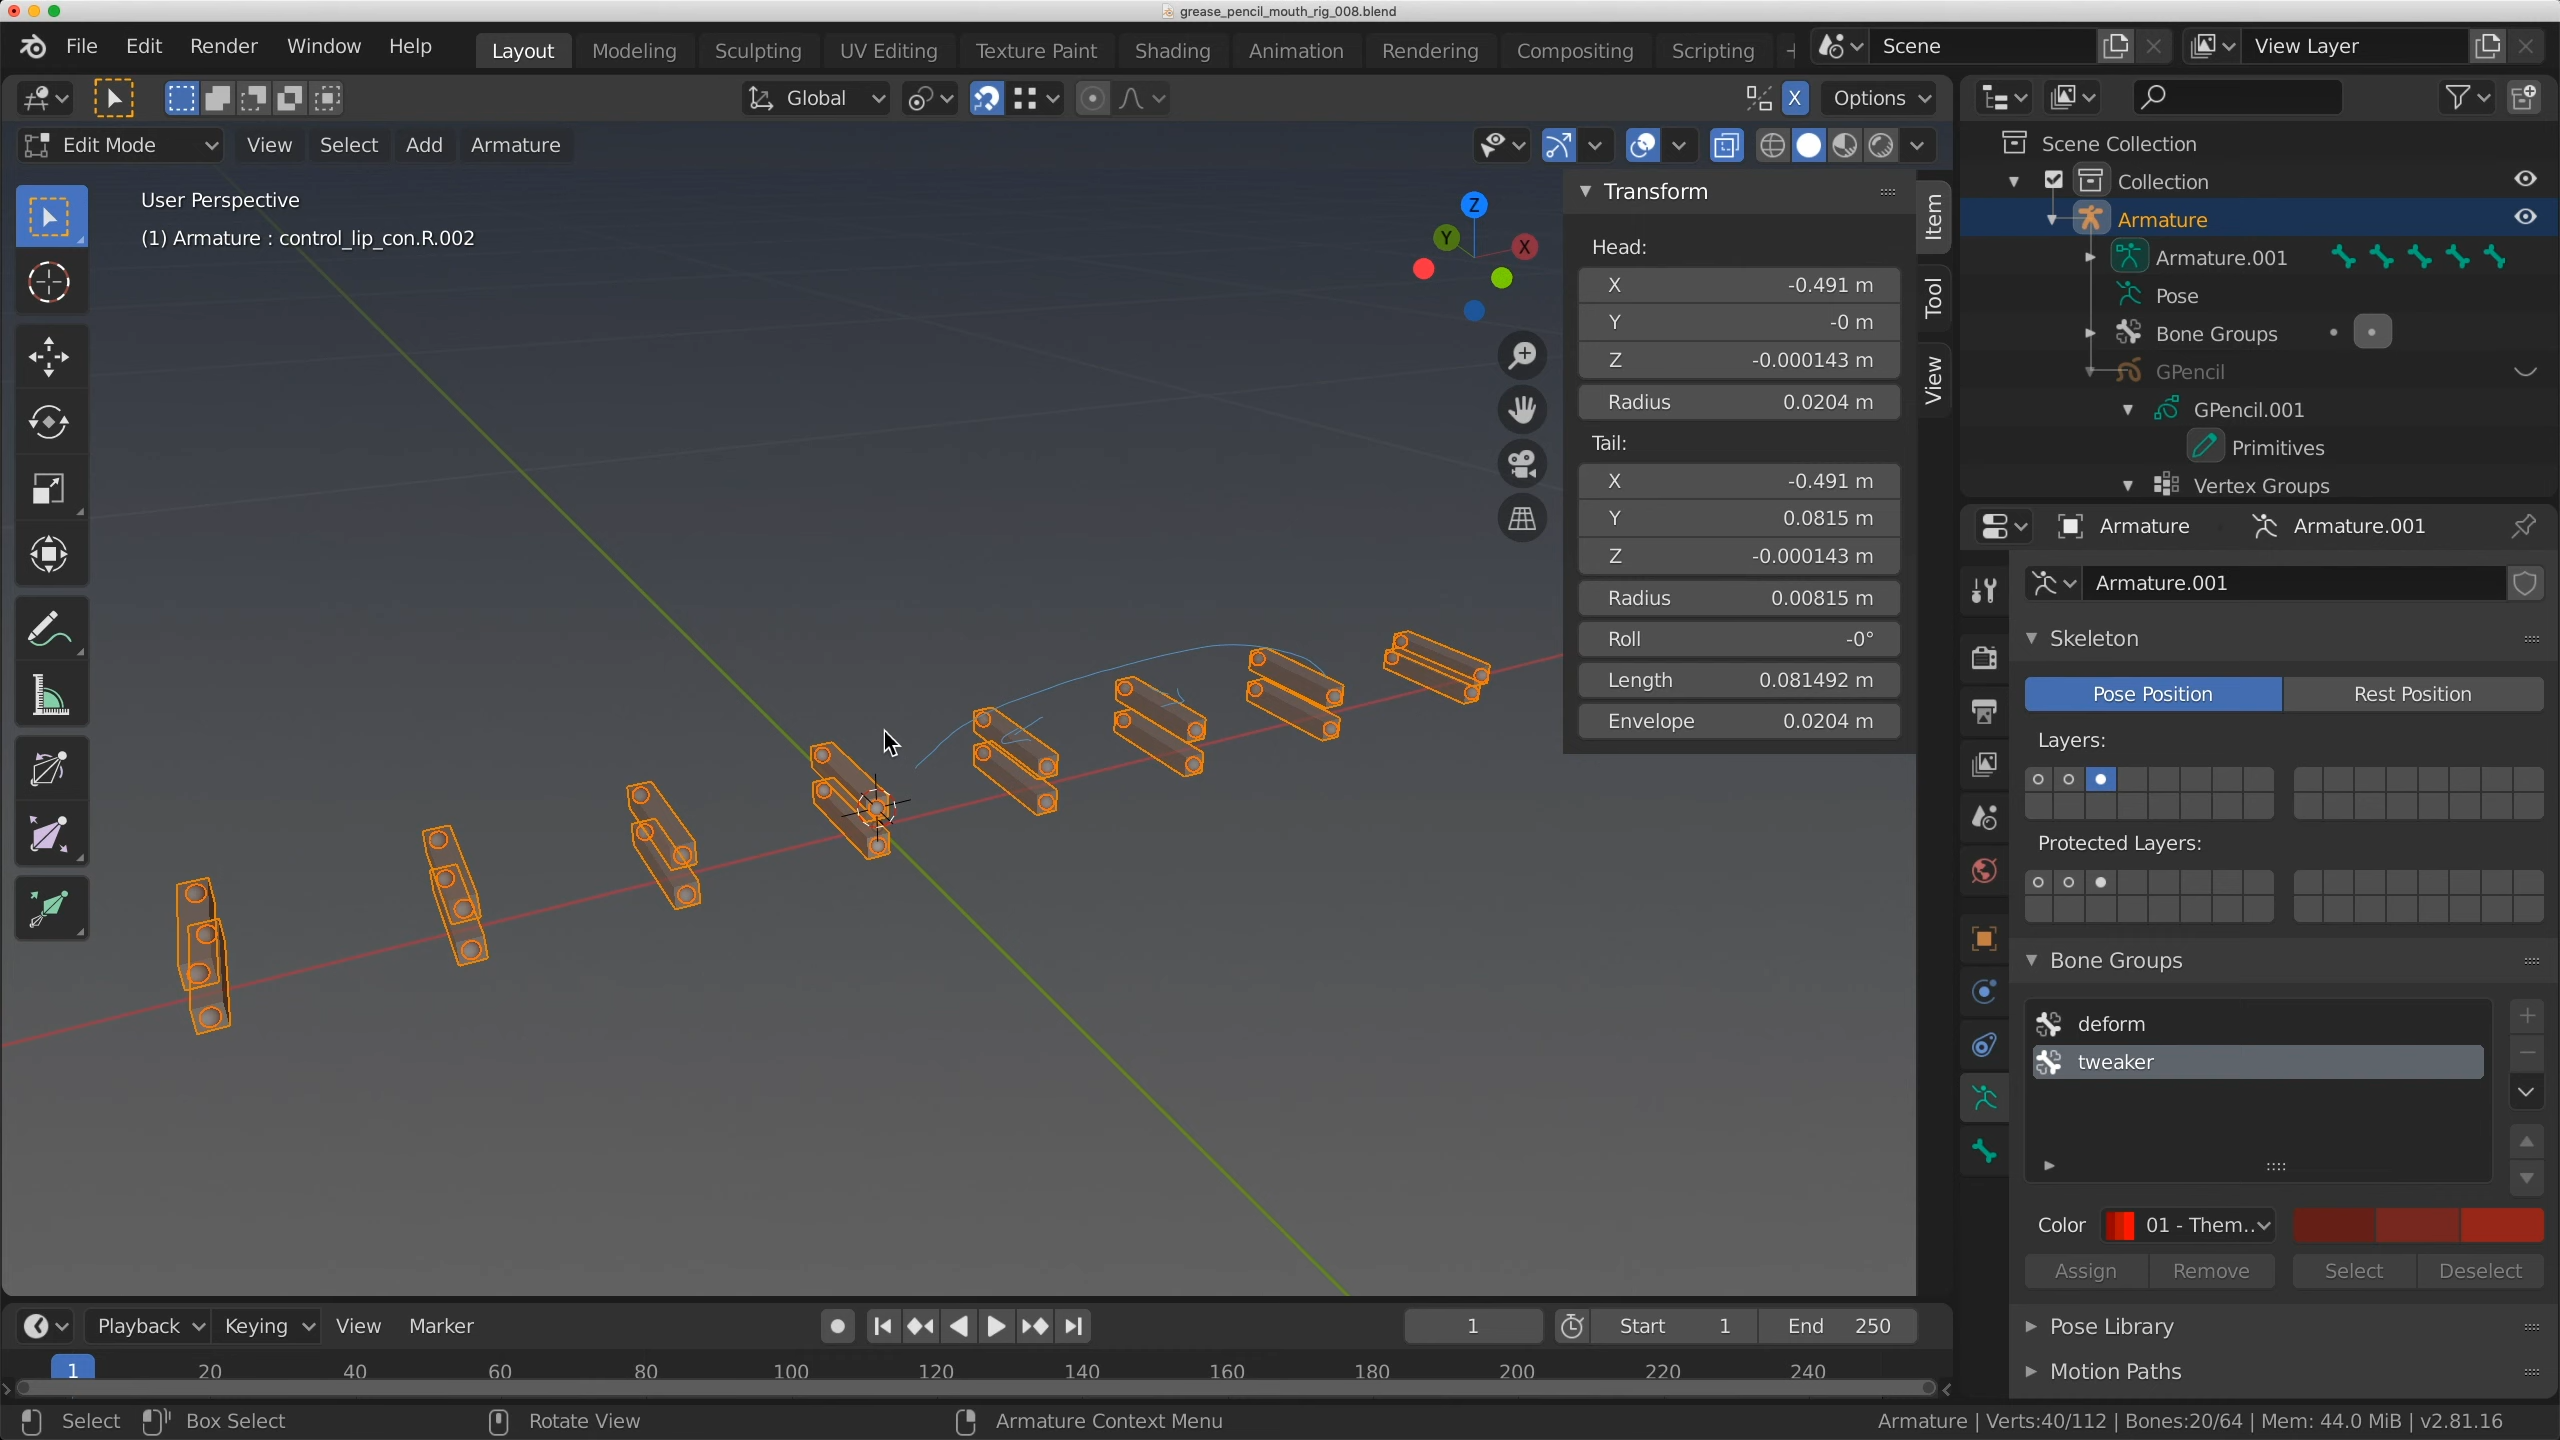 grease_pencil_mouth_rig_008.blend
File Edit Render Window Help Layout Modeling Sculpting UV Editing Texture Paint Shading Animation Rendering Compositing Scripting Scene View Layer
Global X Options
Edit Mode View Select Add Armature
User Perspective
(1) Armature : control_lip_con.R.002
Z
Y
X
Transform
Head:
X -0.491 m
Y -0 m
Z -0.000143 m
Radius 0.0204 m
Tail:
X -0.491 m
Y 0.0815 m
Z -0.000143 m
Radius 0.00815 m
Roll -0°
Length 0.081492 m
Envelope 0.0204 m
Item
Tool
View
Scene Collection
Collection
Armature
Armature.001
Pose
Bone Groups
GPencil
GPencil.001
Primitives
Vertex Groups
Armature Armature.001
Armature.001
Skeleton
Pose Position Rest Position
Layers:
Protected Layers:
Bone Groups
deform
tweaker
Color 01 - Them..
Assign Remove Select Deselect
Pose Library
Motion Paths
Playback Keying View Marker 1 Start 1 End 250
1 20 40 60 80 100 120 140 160 180 200 220 240
Select Box Select Rotate View Armature Context Menu Armature | Verts:40/112 | Bones:20/64 | Mem: 44.0 MiB | v2.81.16